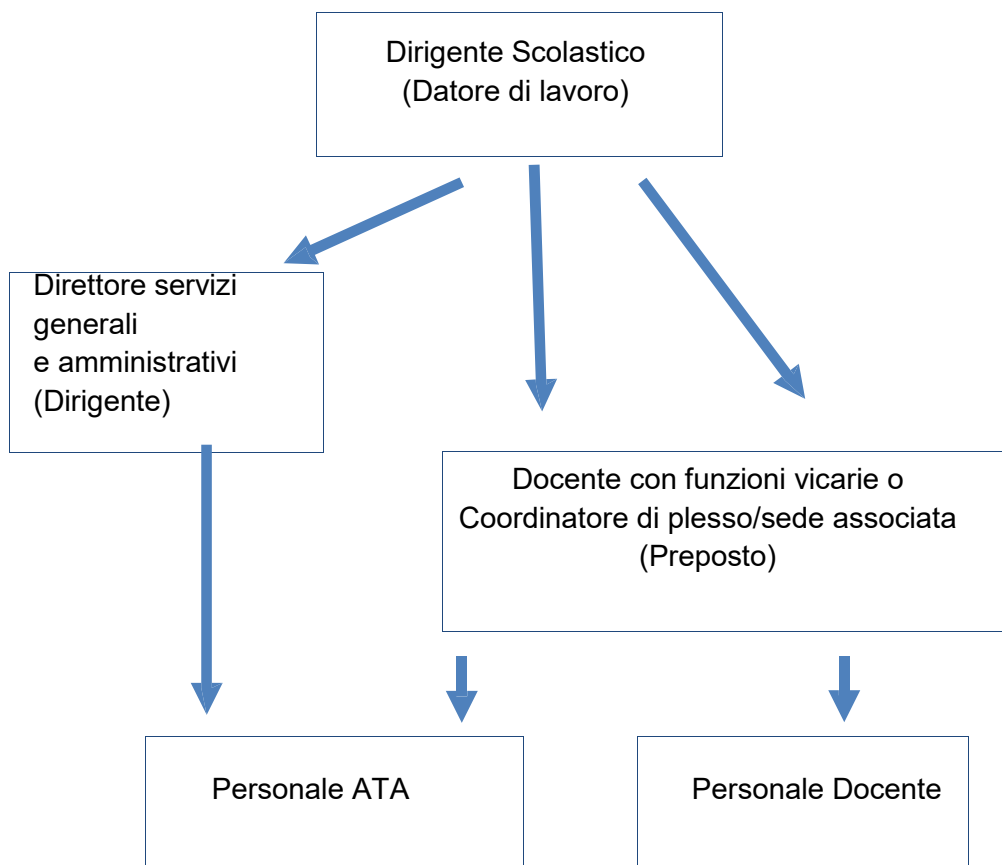 Dirigente Scolastico
(Datore di lavoro)
Direttore servizi
generali
e amministrativi
(Dirigente)
Docente con funzioni vicarie o
Coordinatore di plesso/sede associata
(Preposto)
Personale ATA
Personale Docente